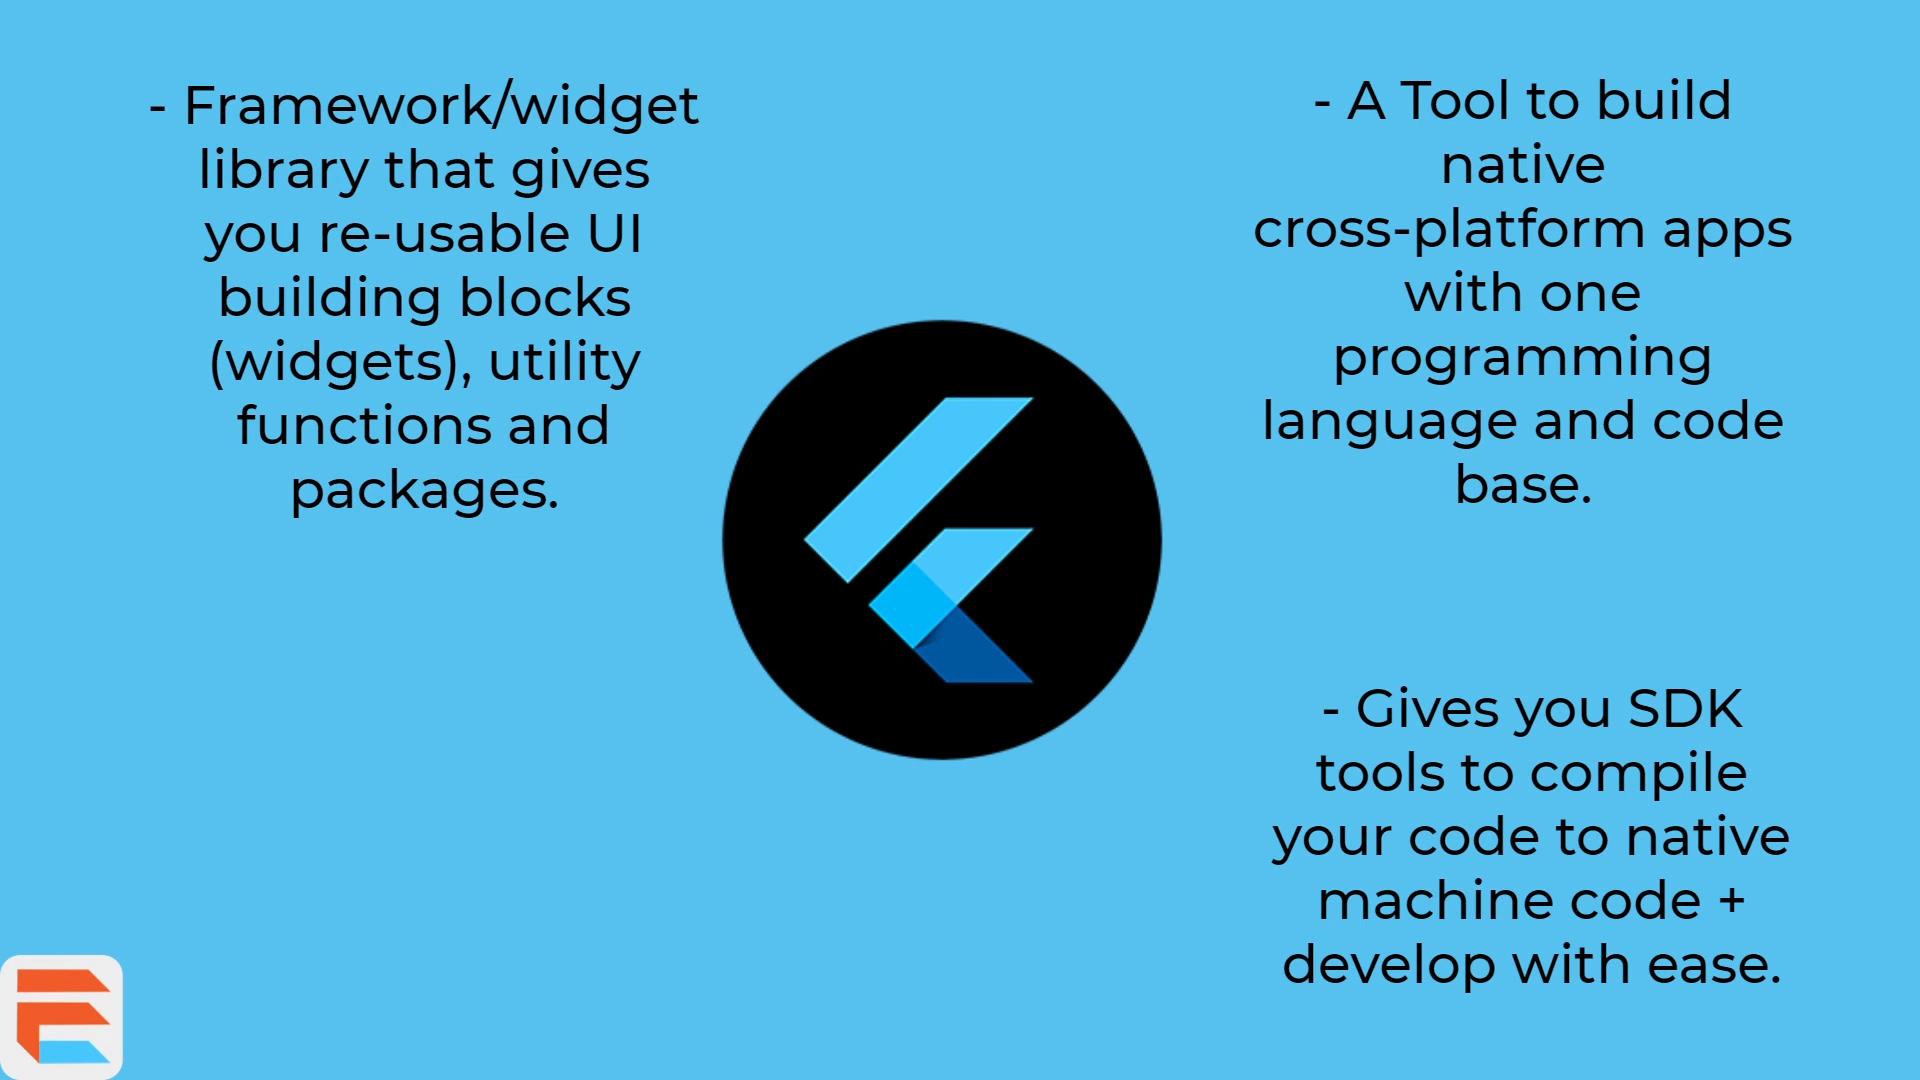 - Framework/widget
library that gives
you re-usable UI
building blocks
(widgets), utility
functions and
packages.
- A Tool to build
native
cross-platform apps
with one
programming
language and code
base.
- Gives you SDK
tools to compile
your code to native
machine code +
develop with ease.